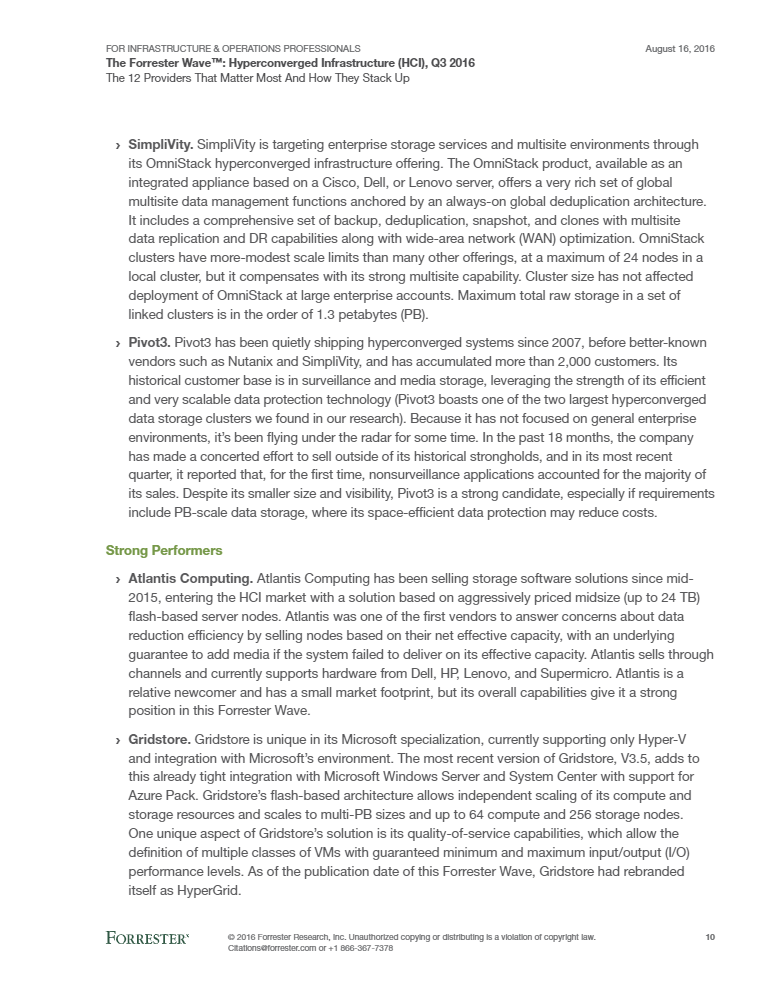 FOR INFRASTRUCTURE & OPERATIONS PROFESSIONALS
August 16, 2016
The Forrester Wave™: Hyperconverged Infrastructure (HCI), Q3 2016
The 12 Providers That Matter Most And How They Stack Up
› SimpliVity. SimpliVity is targeting enterprise storage services and multisite environments through
its OmniStack hyperconverged infrastructure offering. The OmniStack product, available as an
integrated appliance based on a Cisco, Dell, or Lenovo server, offers a very rich set of global
multisite data management functions anchored by an always-on global deduplication architecture.
It includes a comprehensive set of backup, deduplication, snapshot, and clones with multisite
data replication and DR capabilities along with wide-area network (WAN) optimization. OmniStack
clusters have more-modest scale limits than many other offerings, at a maximum of 24 nodes in a
local cluster, but it compensates with its strong multisite capability. Cluster size has not affected
deployment of OmniStack at large enterprise accounts. Maximum total raw storage in a set of
linked clusters is in the order of 1.3 petabytes (PB).
› Pivot3. Pivot3 has been quietly shipping hyperconverged systems since 2007, before better-known
vendors such as Nutanix and SimpliVity, and has accumulated more than 2,000 customers. Its
historical customer base is in surveillance and media storage, leveraging the strength of its efficient
and very scalable data protection technology (Pivot3 boasts one of the two largest hyperconverged
data storage clusters we found in our research). Because it has not focused on general enterprise
environments, it's been flying under the radar for some time. In the past 18 months, the company
has made a concerted effort to sell outside of its historical strongholds, and in its most recent
quarter, it reported that, for the first time, nonsurveillance applications accounted for the majority of
its sales. Despite its smaller size and visibility, Pivot3 is a strong candidate, especially if requirements
include PB-scale data storage, where its space-efficient data protection may reduce costs.
Strong Performers
› Atlantis Computing. Atlantis Computing has been selling storage software solutions since mid-
2015, entering the HCI market with a solution based on aggressively priced midsize (up to 24 TB)
flash-based server nodes. Atlantis was one of the first vendors to answer concerns about data
reduction efficiency by selling nodes based on their net effective capacity, with an underlying
guarantee to add media if the system failed to deliver on its effective capacity. Atlantis sells through
channels and currently supports hardware from Dell, HP, Lenovo, and Supermicro. Atlantis is a
relative newcomer and has a small market footprint, but its overall capabilities give it a strong
position in this Forrester Wave.
› Gridstore. Gridstore is unique in its Microsoft specialization, currently supporting only Hyper-V
and integration with Microsoft's environment. The most recent version of Gridstore, V3.5, adds to
this already tight integration with Microsoft Windows Server and System Center with support for
Azure Pack. Gridstore's flash-based architecture allows independent scaling of its compute and
storage resources and scales to multi-PB sizes and up to 64 compute and 256 storage nodes.
One unique aspect of Gridstore's solution is its quality-of-service capabilities, which allow the
definition of multiple classes of VMs with guaranteed minimum and maximum input/output (I/O)
performance levels. As of the publication date of this Forrester Wave, Gridstore had rebranded
itself as HyperGrid.
FORRESTER
© 2016 Forrester Research, Inc. Unauthorized copying or distributing is a violation of copyright law.
Citations@forrester.com or +1 866-367-7378
10